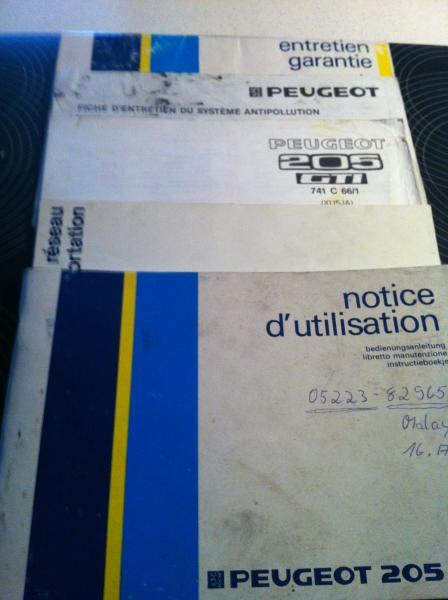 entretien
garantie
PEUGEOT
FICHE D'ENTRETIEN DU SYSTÈME ANTIPOLLUTION
PEUGEOT
205
GTI
741 C 66/1
réseau
ortation
notice
d'utilisation
bedienungsanleitung
libretto manutenzione
instructieboekje
05223-82965
16.
PEUGEOT 205